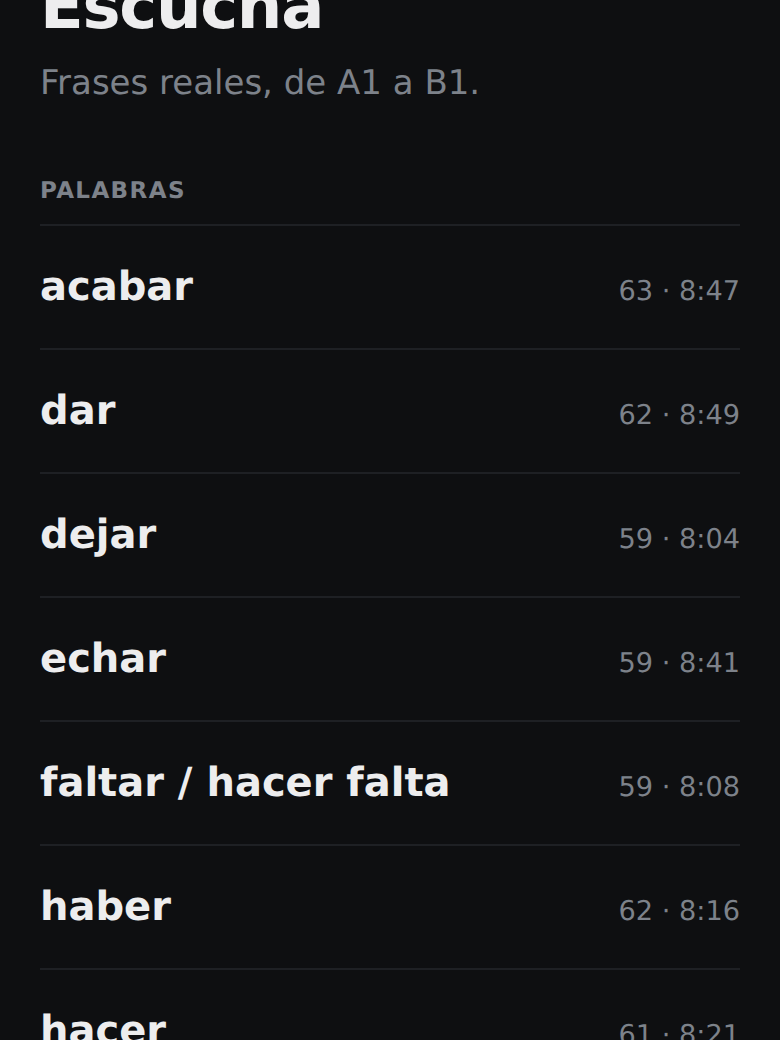 Escucha
Frases reales, de A1 a B1.
PALABRAS
acabar 63 · 8:47
dar 62 · 8:49
dejar 59 · 8:04
echar 59 · 8:41
faltar / hacer falta 59 · 8:08
haber 62 · 8:16
hacer 61 · 8:21